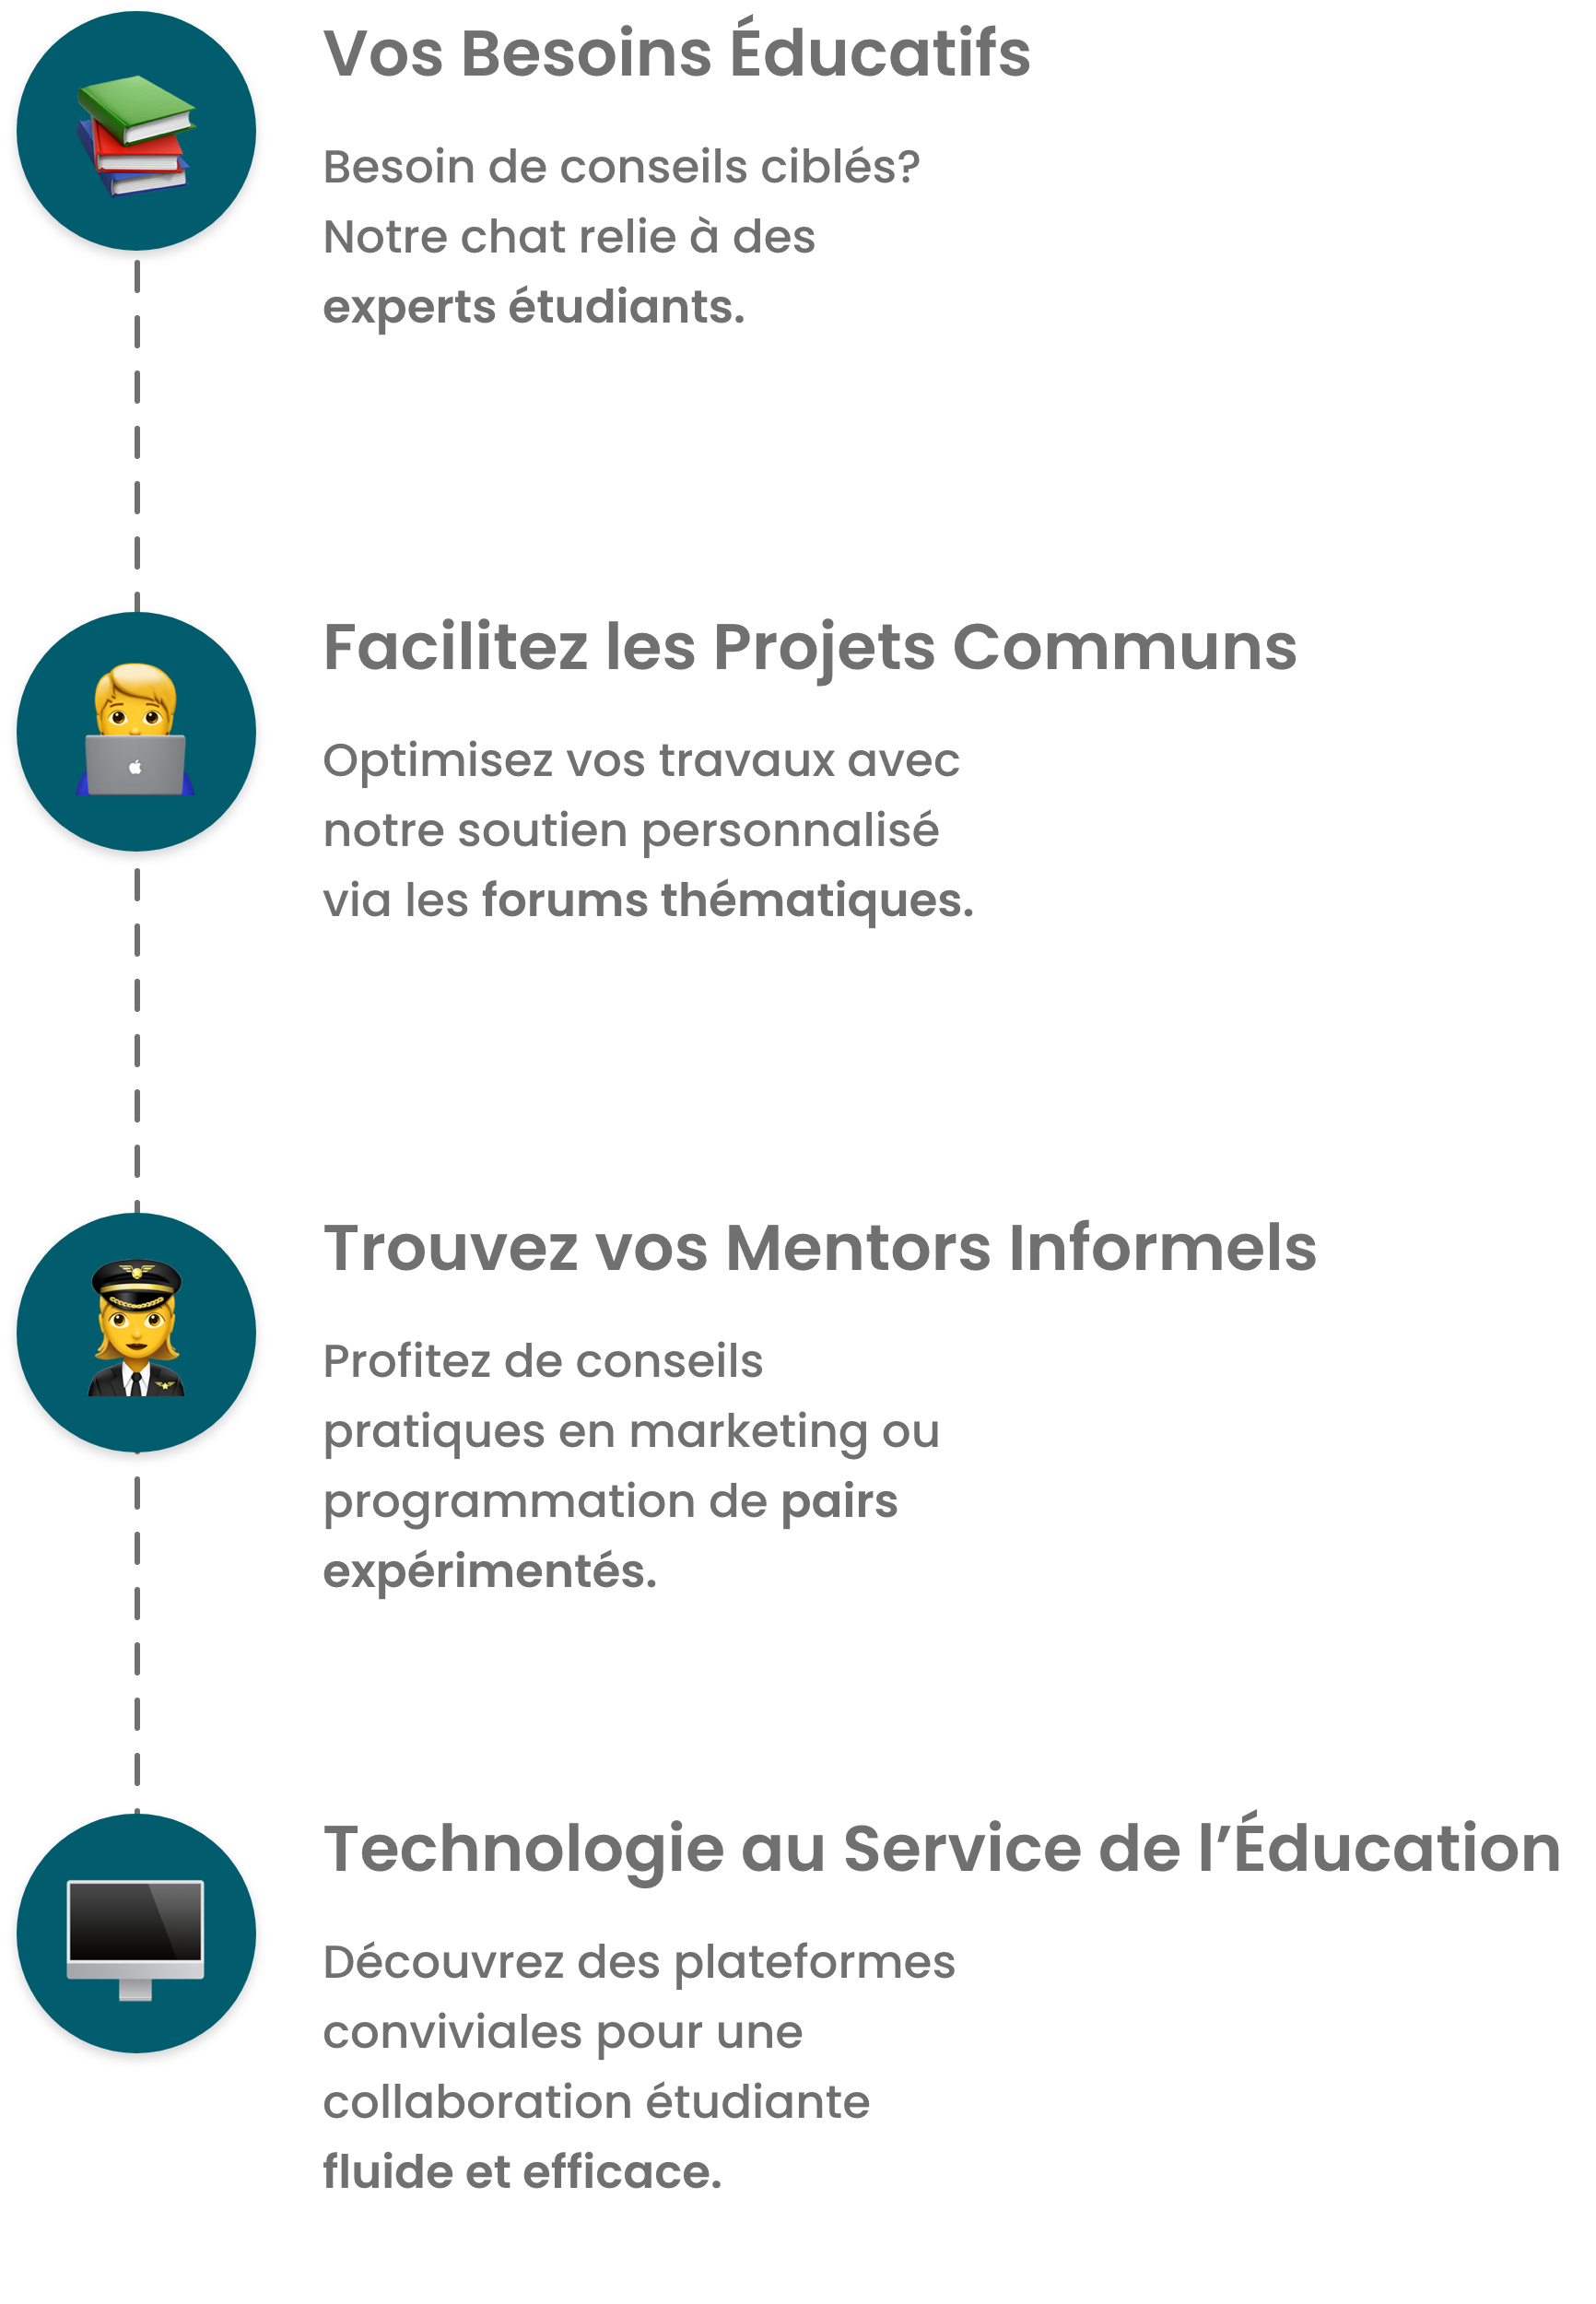 Vos Besoins Éducatifs
Besoin de conseils ciblés?
Notre chat relie à des
experts étudiants.
Facilitez les Projets Communs
Optimisez vos travaux avec
notre soutien personnalisé
via les forums thématiques.
Trouvez vos Mentors Informels
Profitez de conseils
pratiques en marketing ou
programmation de pairs
expérimentés.
Technologie au Service de l’Éducation
Découvrez des plateformes
conviviales pour une
collaboration étudiante
fluide et efficace.